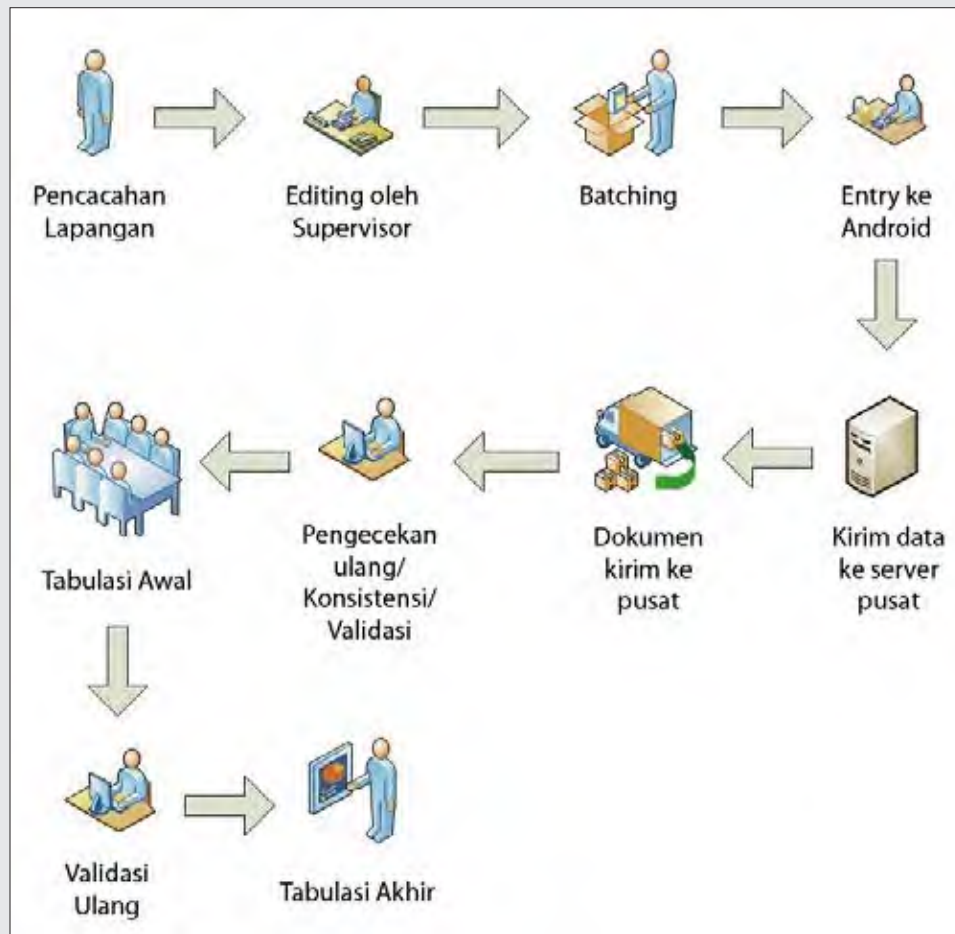 Pencacahan
Lapangan
Editing oleh
Supervisor
Batching
Entry ke
Android
Kirim data
ke server
pusat
Dokumen
kirim ke
pusat
Pengecekan
ulang/
Konsistensi/
Validasi
Tabulasi Awal
Validasi
Ulang
Tabulasi Akhir